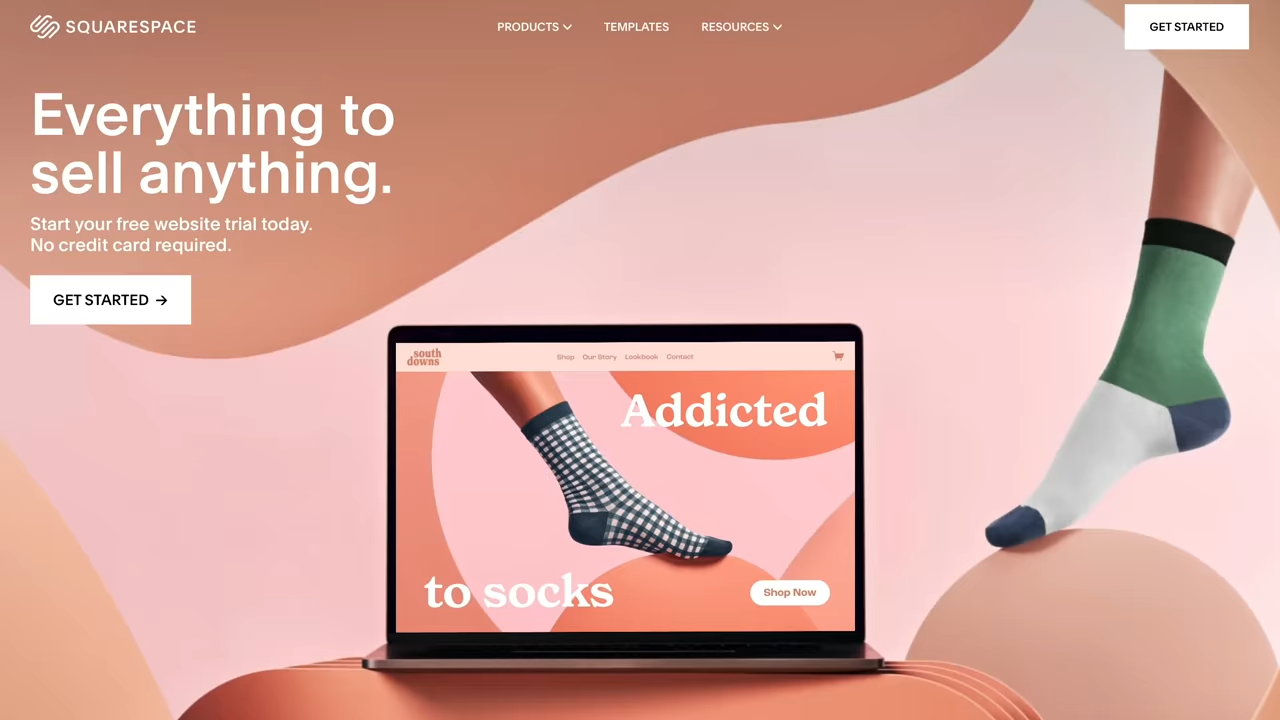 SQUARESPACE
PRODUCTS
TEMPLATES
RESOURCES
GET STARTED
Everything to
sell anything.
Start your free website trial today.
No credit card required.
GET STARTED →
south
downs
Shop
Our Story
Lookbook
Contact
Addicted
to socks
Shop Now